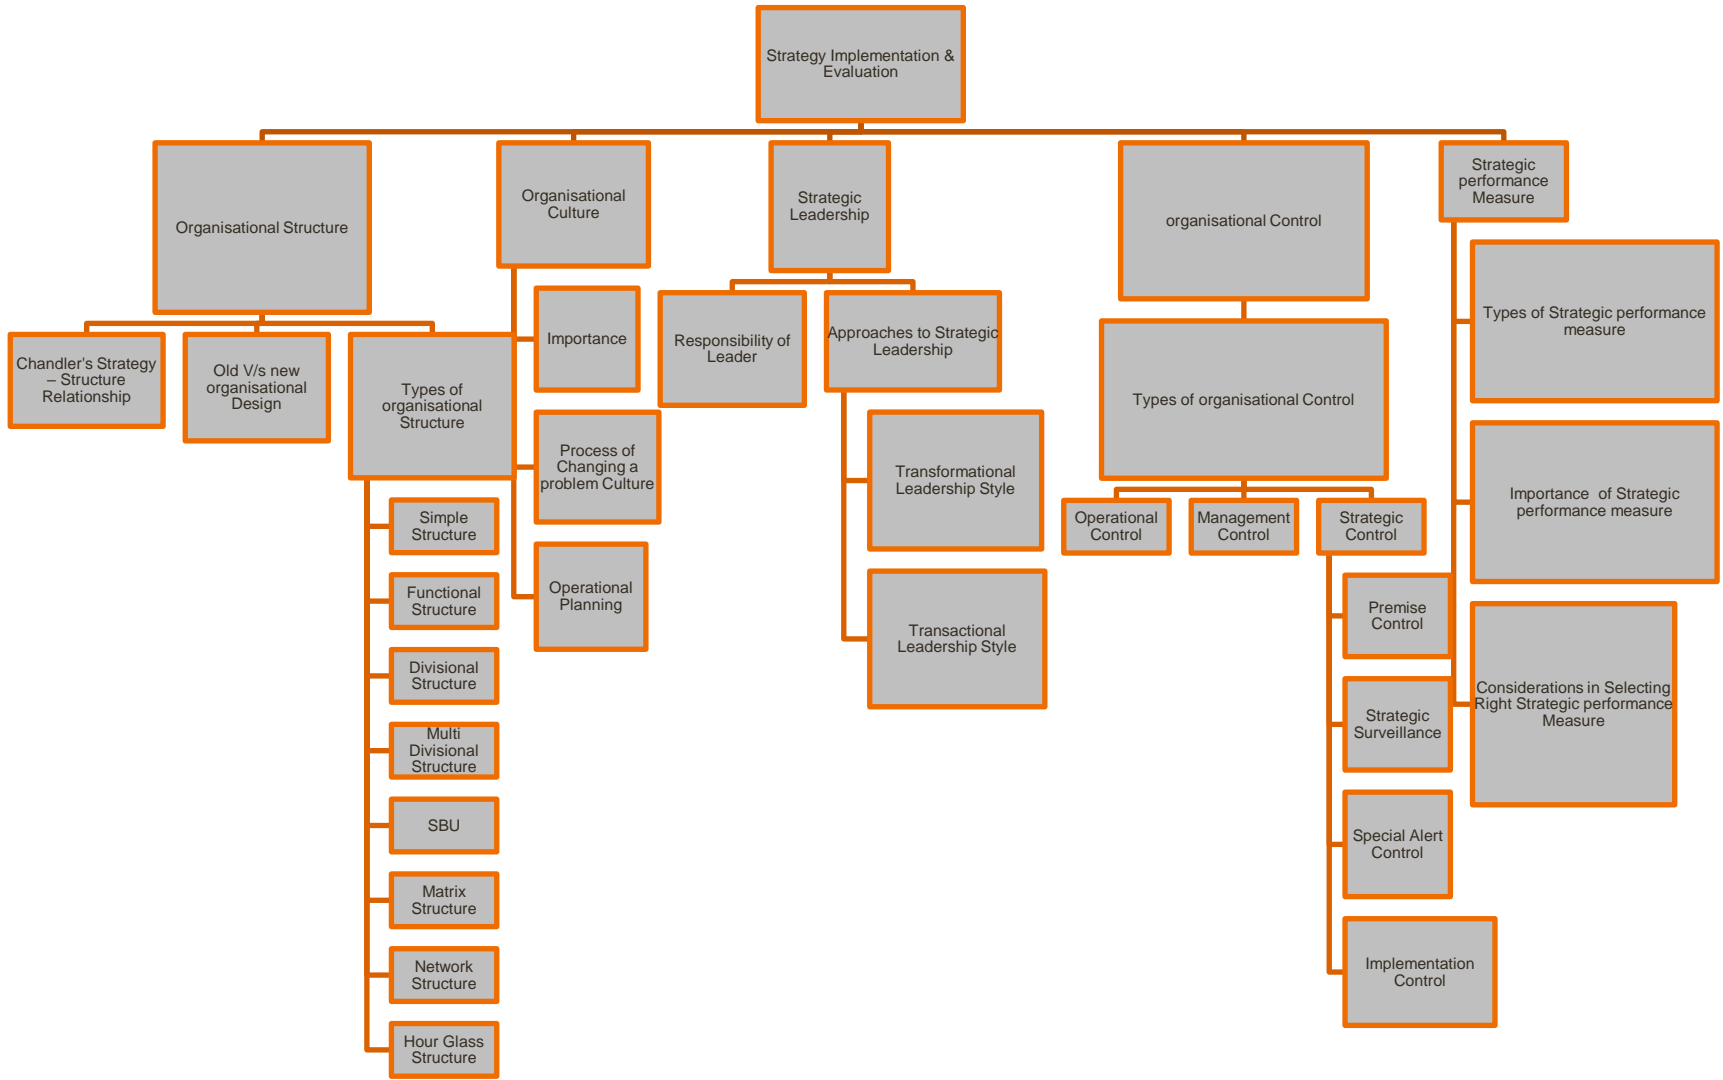 Strategy Implementation &
Evaluation
Organisational Structure
Organisational
Culture
Strategic
Leadership
organisational Control
Strategic
performance
Measure
Chandler's Strategy
– Structure
Relationship
Old V/s new
organisational
Design
Types of
organisational
Structure
Simple
Structure
Functional
Structure
Divisional
Structure
Multi
Divisional
Structure
SBU
Matrix
Structure
Network
Structure
Hour Glass
Structure
Importance
Process of
Changing a
problem Culture
Operational
Planning
Responsibility of
Leader
Approaches to Strategic
Leadership
Transformational
Leadership Style
Transactional
Leadership Style
Types of organisational Control
Operational
Control
Management
Control
Strategic
Control
Premise
Control
Strategic
Surveillance
Special Alert
Control
Implementation
Control
Types of Strategic performance
measure
Importance of Strategic
performance measure
Considerations in Selecting
Right Strategic performance
Measure